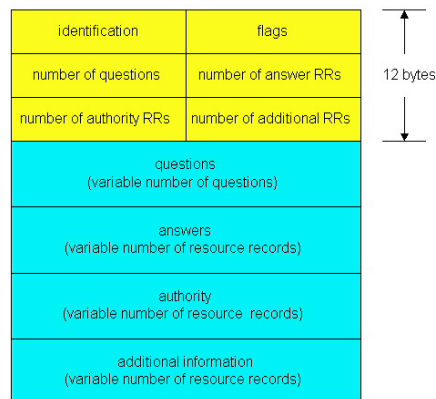 identification flags
number of questions number of answer RRs 12 bytes
number of authority RRs number of additional RRs
questions
(variable number of questions)
answers
(variable number of resource records)
authority
(variable number of resource records)
additional information
(variable number of resource records)